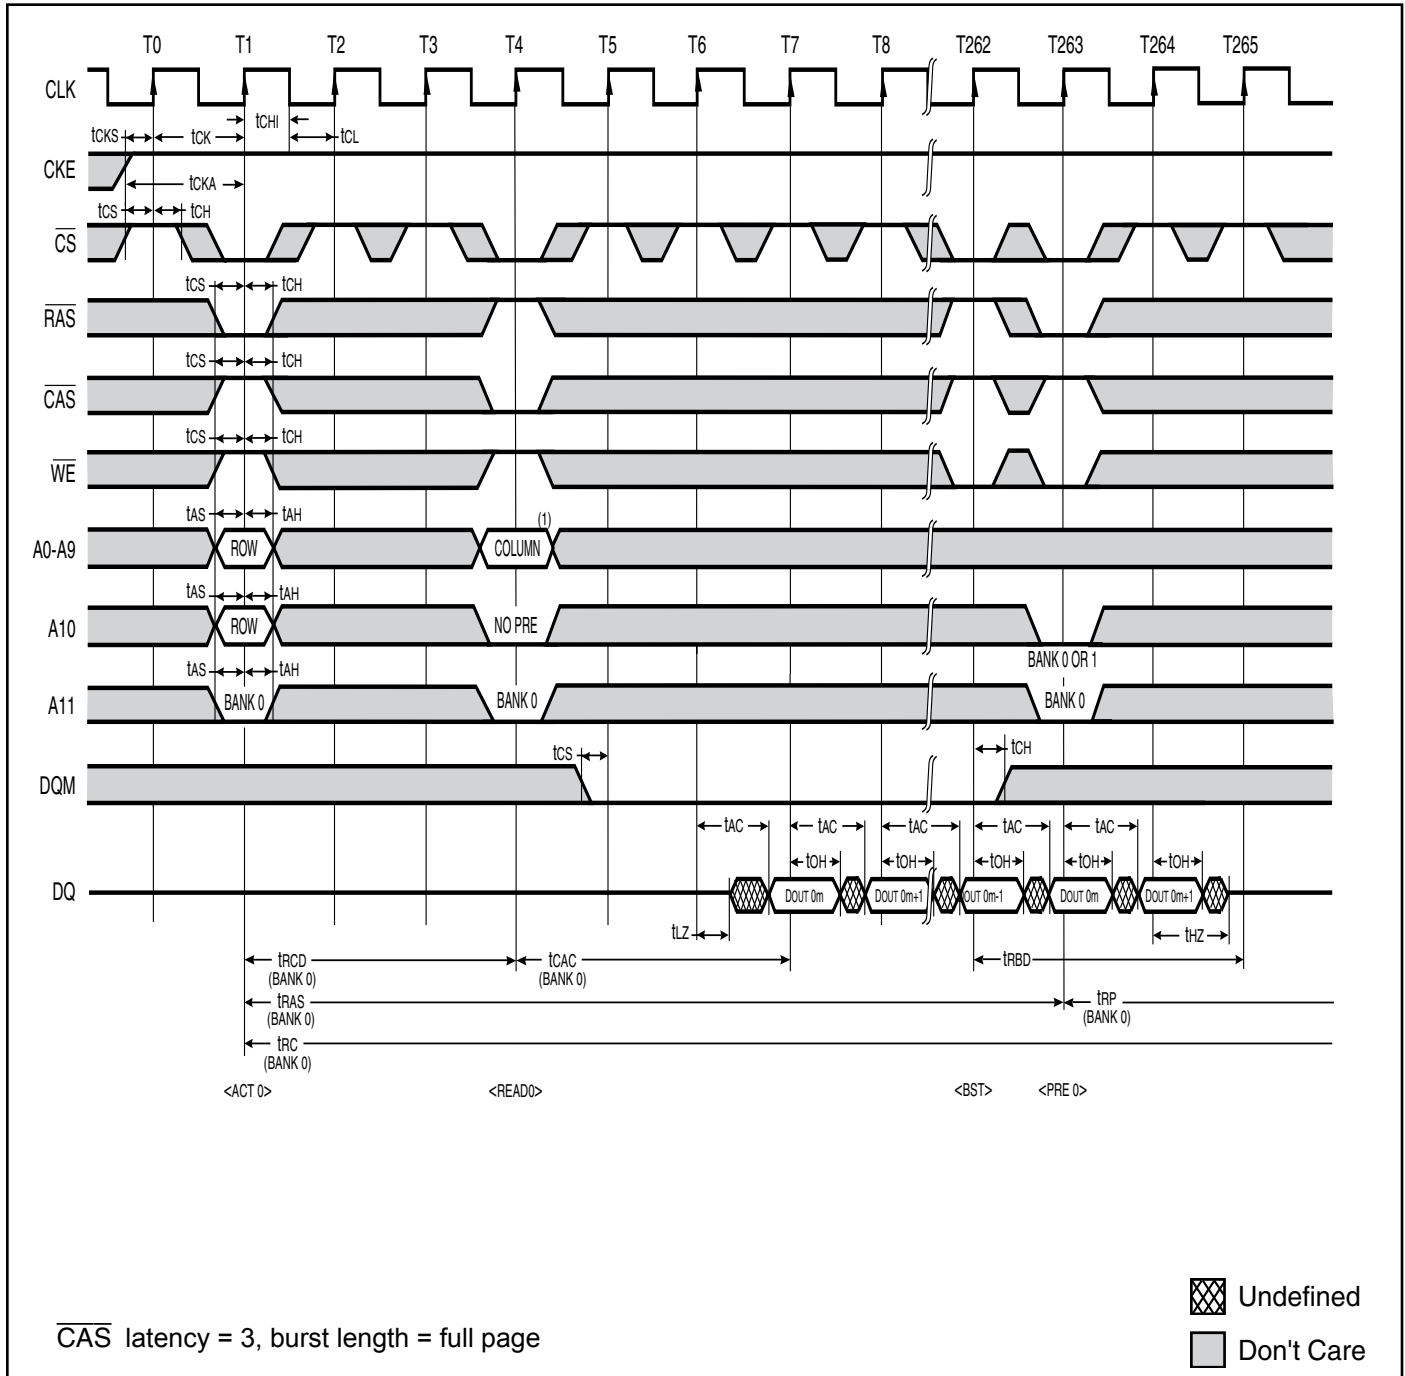 T0 T1 T2 T3 T4 T5 T6 T7 T8 T262 T263 T264 T265
CLK
tCHI
tCKS tCK tCL
CKE
tCKA
tCS tCH
CS
tCS tCH
RAS
tCS tCH
CAS
tCS tCH
WE
tAS tAH (1)
A0-A9 ROW COLUMN
tAS tAH
A10 ROW NO PRE
BANK 0 OR 1
tAS tAH
A11 BANK 0 BANK 0 BANK 0
tCS tCH
DQM
tAC tAC tAC tAC tAC
tOH tOH tOH tOH tOH
DQ DOUT 0m DOUT 0m+1 OUT 0m-1 DOUT 0m DOUT 0m+1
tLZ tHZ
tRCD tCAC tRBD
(BANK 0) (BANK 0)
tRAS tRP
(BANK 0) (BANK 0)
tRC
(BANK 0)
<ACT 0> <READ0> <BST> <PRE 0>
Undefined
CAS latency = 3, burst length = full page
Don't Care